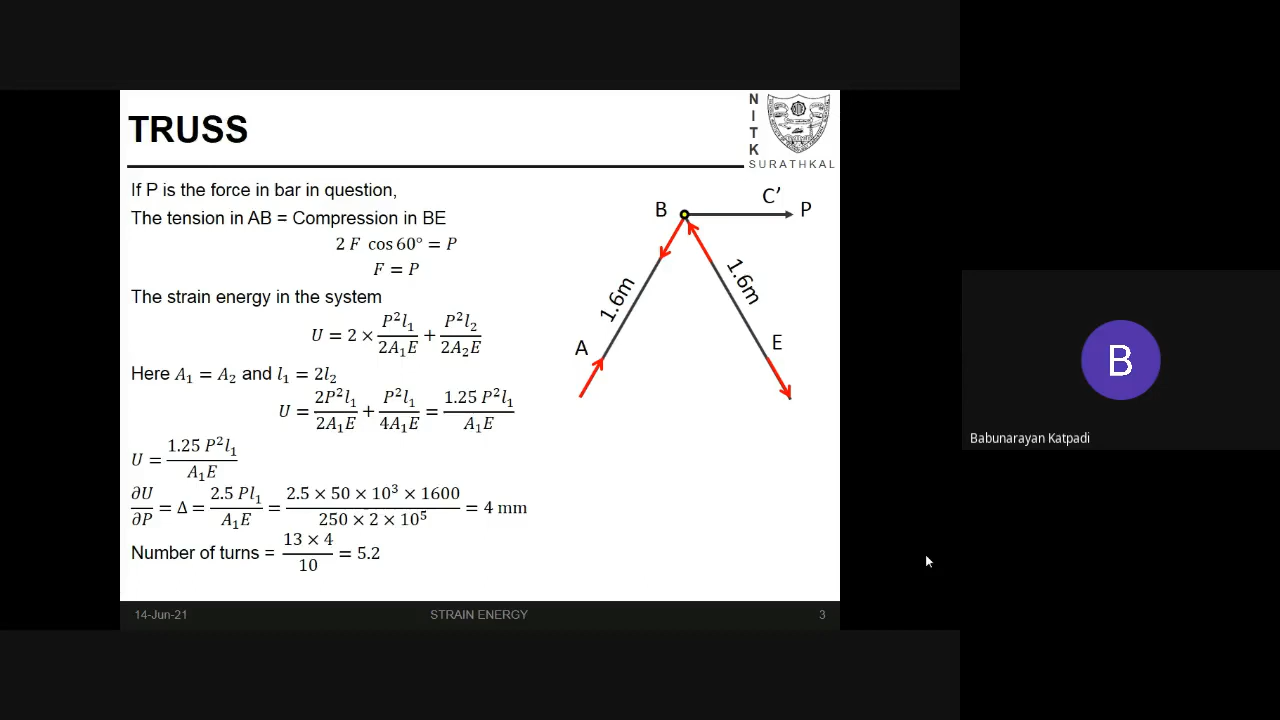 TRUSS
N
I
T
K
SURATHKAL
If P is the force in bar in question,
The tension in AB = Compression in BE
2 F cos 60° = P
F = P
The strain energy in the system
U = 2 × P²l₁/2A₁E + P²l₂/2A₂E
Here A₁ = A₂ and l₁ = 2l₂
U = 2P²l₁/2A₁E + P²l₁/4A₁E = 1.25 P²l₁/A₁E
U = 1.25 P²l₁/A₁E
∂U/∂P = Δ = 2.5 Pl₁/A₁E = 2.5 × 50 × 10³ × 1600/250 × 2 × 10⁵ = 4 mm
Number of turns = 13 × 4/10 = 5.2
B
C’
P
1.6m
1.6m
A
E
14-Jun-21
STRAIN ENERGY
3
B
Babunarayan Katpadi